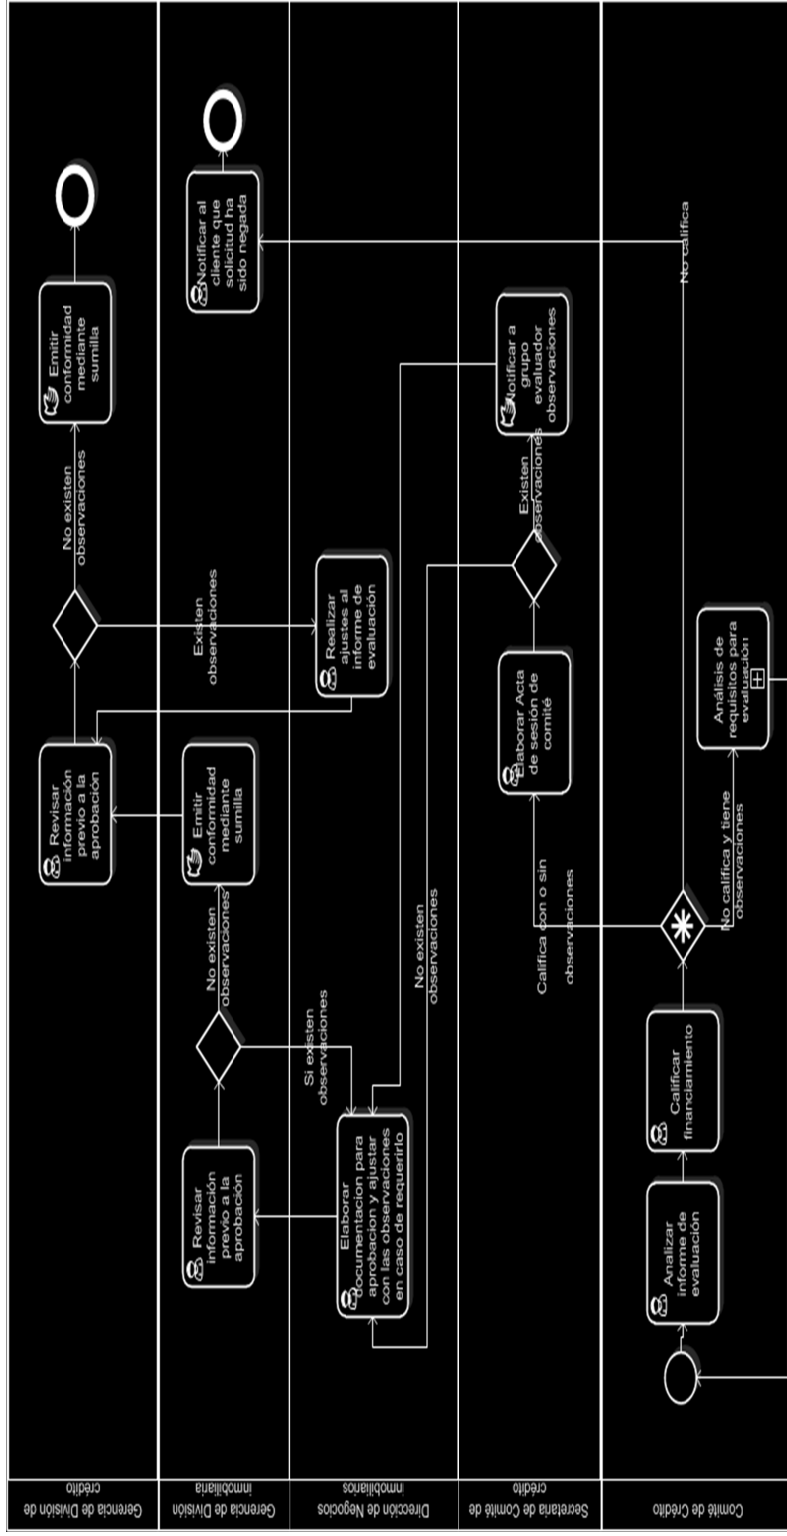 Gerencia de División de
crédito
Revisar
información
previo a la
aprobación
No existen
observaciones
Emitir
conformidad
mediante
sumilla
Existen
observaciones
Gerencia de División
inmobiliaria
Revisar
información
previo a la
aprobación
No existen
observaciones
Emitir
conformidad
mediante
sumilla
Notificar al
cliente que
solicitud ha
sido negada
Si existen
observaciones
Dirección de Negocios
inmobiliarios
Elaborar
documentacion para
aprobacion y ajustar
con las observaciones
en caso de requerirlo
Realizar
ajustes al
informe de
evaluación
No existen
observaciones
Secretaria de Comité de
crédito
Elaborar Acta
de sesión de
comité
Existen
observaciones
Notificar a
grupo
evaluador
observaciones
Califica con o sin
observaciones
Comité de Crédito
Analizar
informe de
evaluación
Calificar
financiamiento
No califica
No califica y tiene
observaciones
Análisis de
requisitos para
evaluación